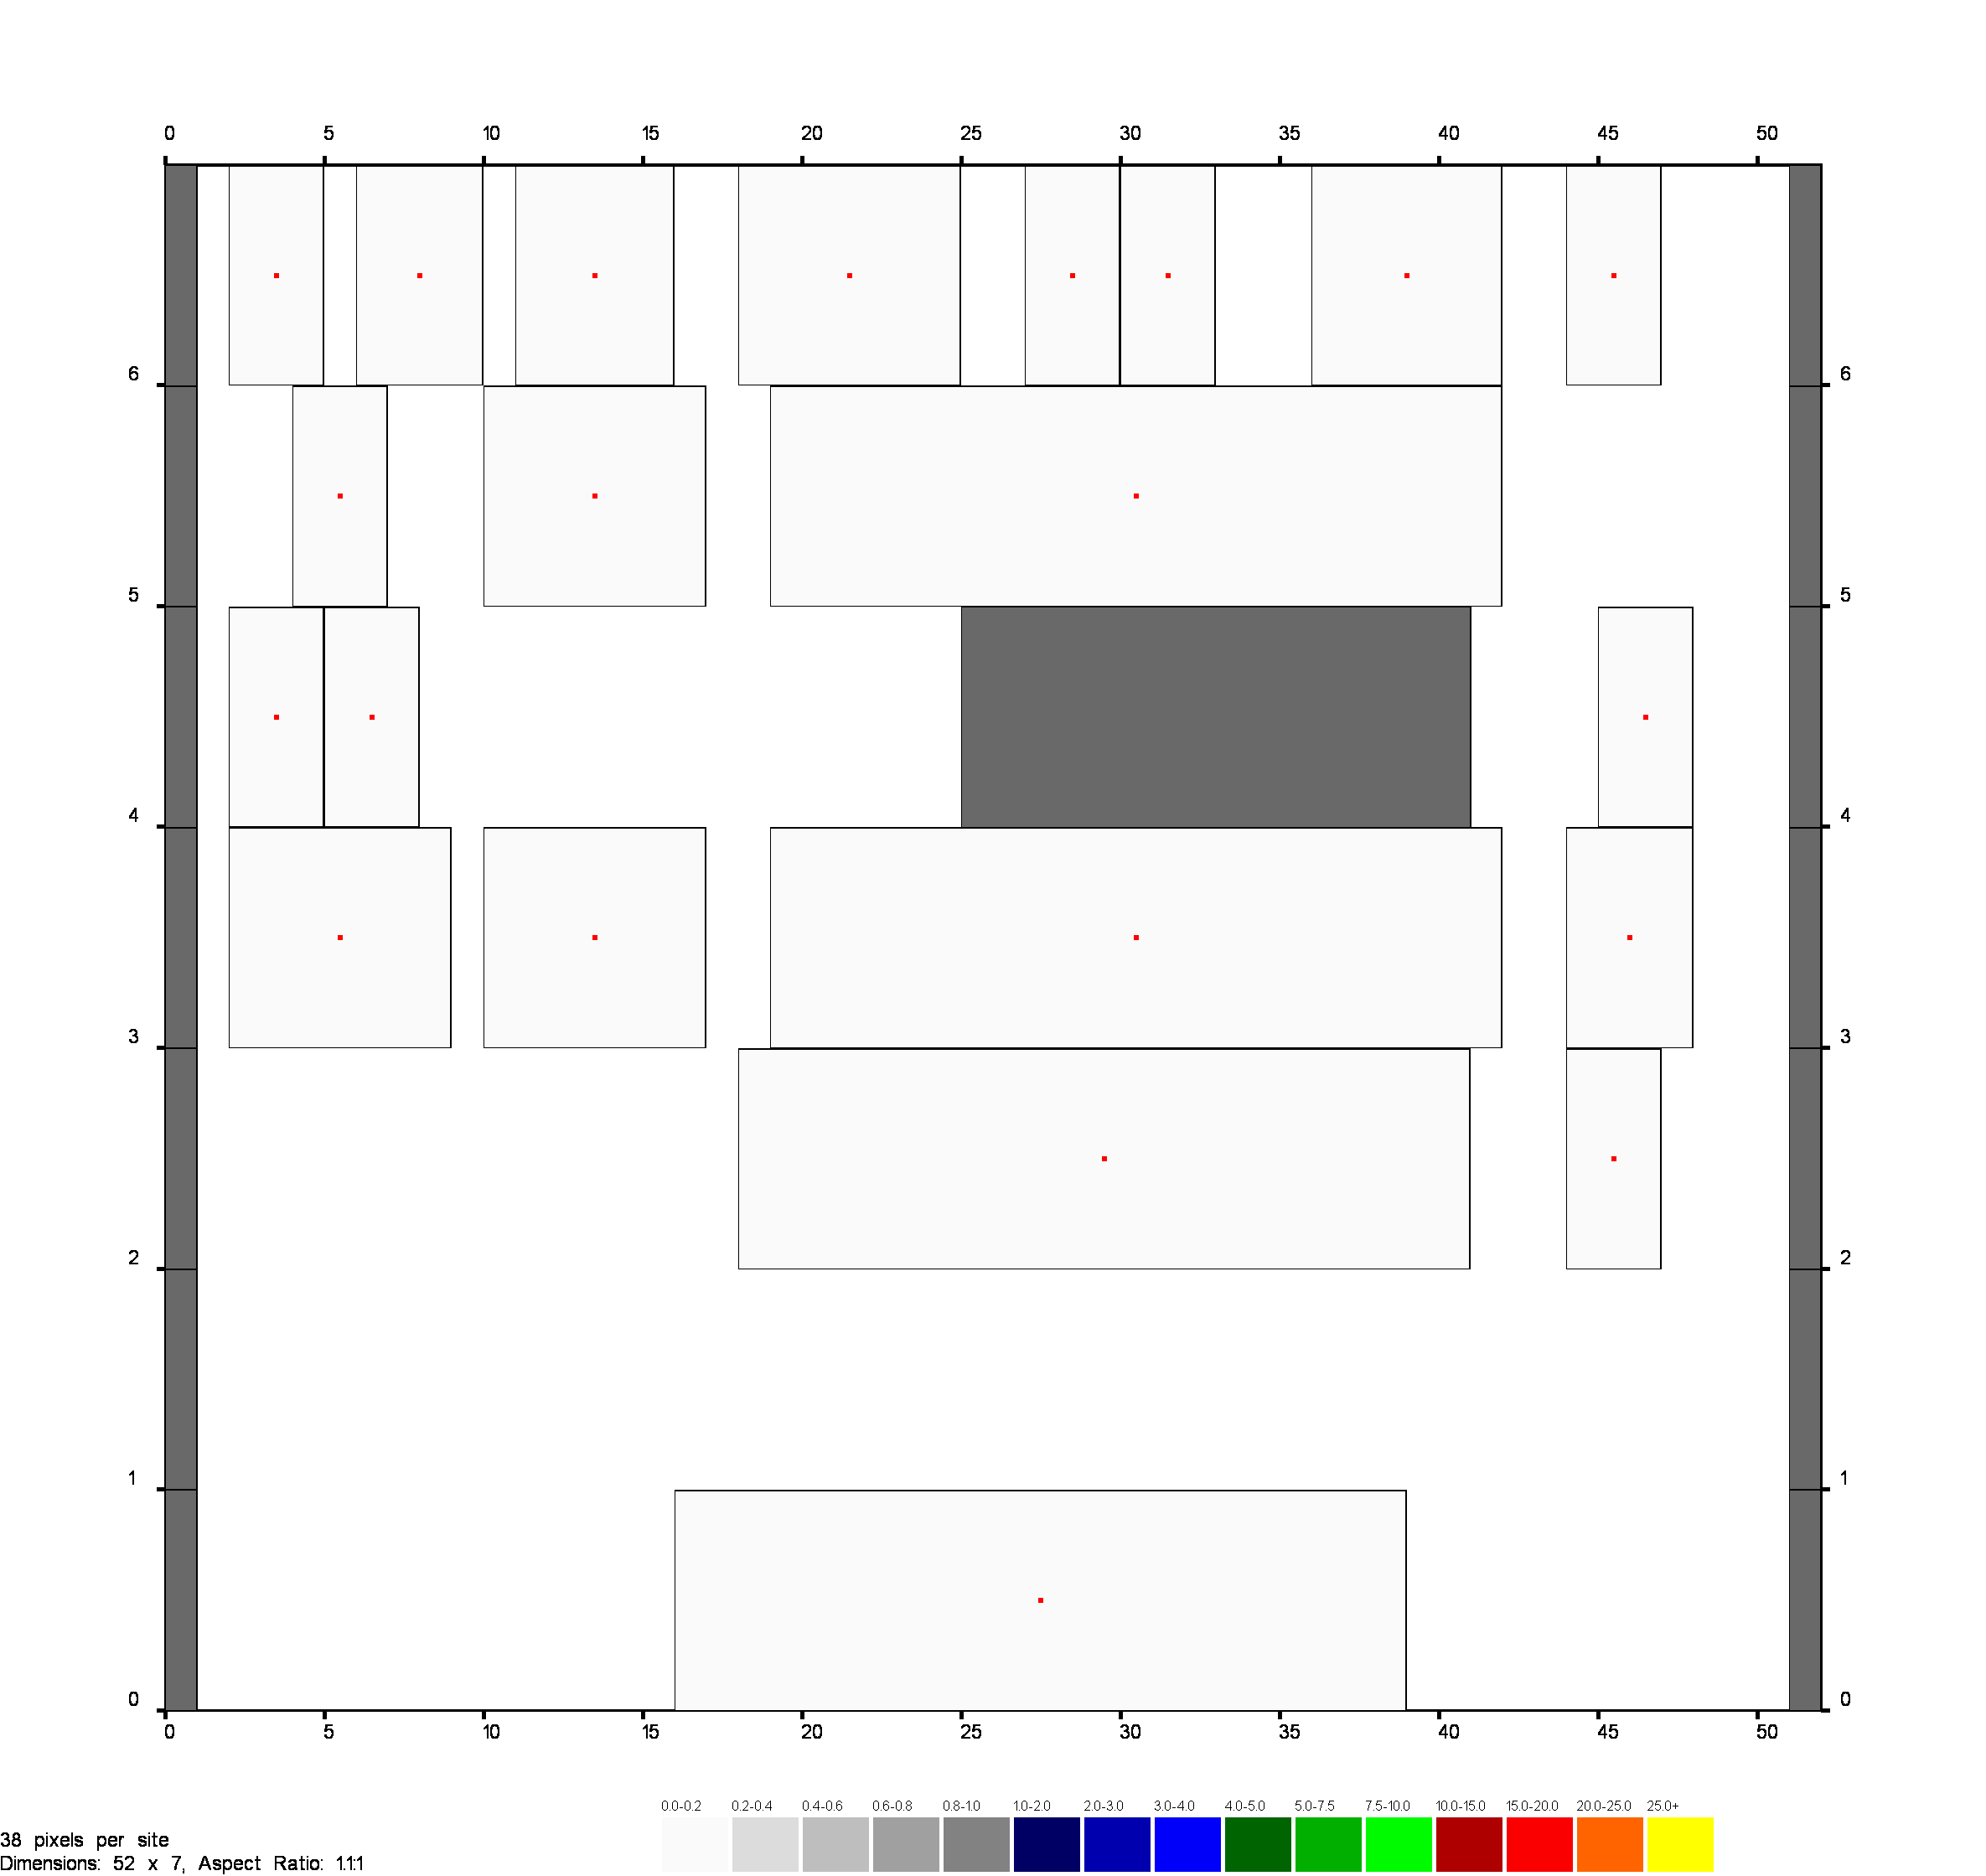 0 5 10 15 20 25 30 35 40 45 50
6 6
5 5
4 4
3 3
2 2
1 1
0 0
0 5 10 15 20 25 30 35 40 45 50
0.0-0.2 0.2-0.4 0.4-0.6 0.6-0.8 0.8-1.0 1.0-2.0 2.0-3.0 3.0-4.0 4.0-5.0 5.0-7.5 7.5-10.0 10.0-15.0 15.0-20.0 20.0-25.0 25.0+
38 pixels per site
Dimensions: 52 x 7, Aspect Ratio: 1.1:1